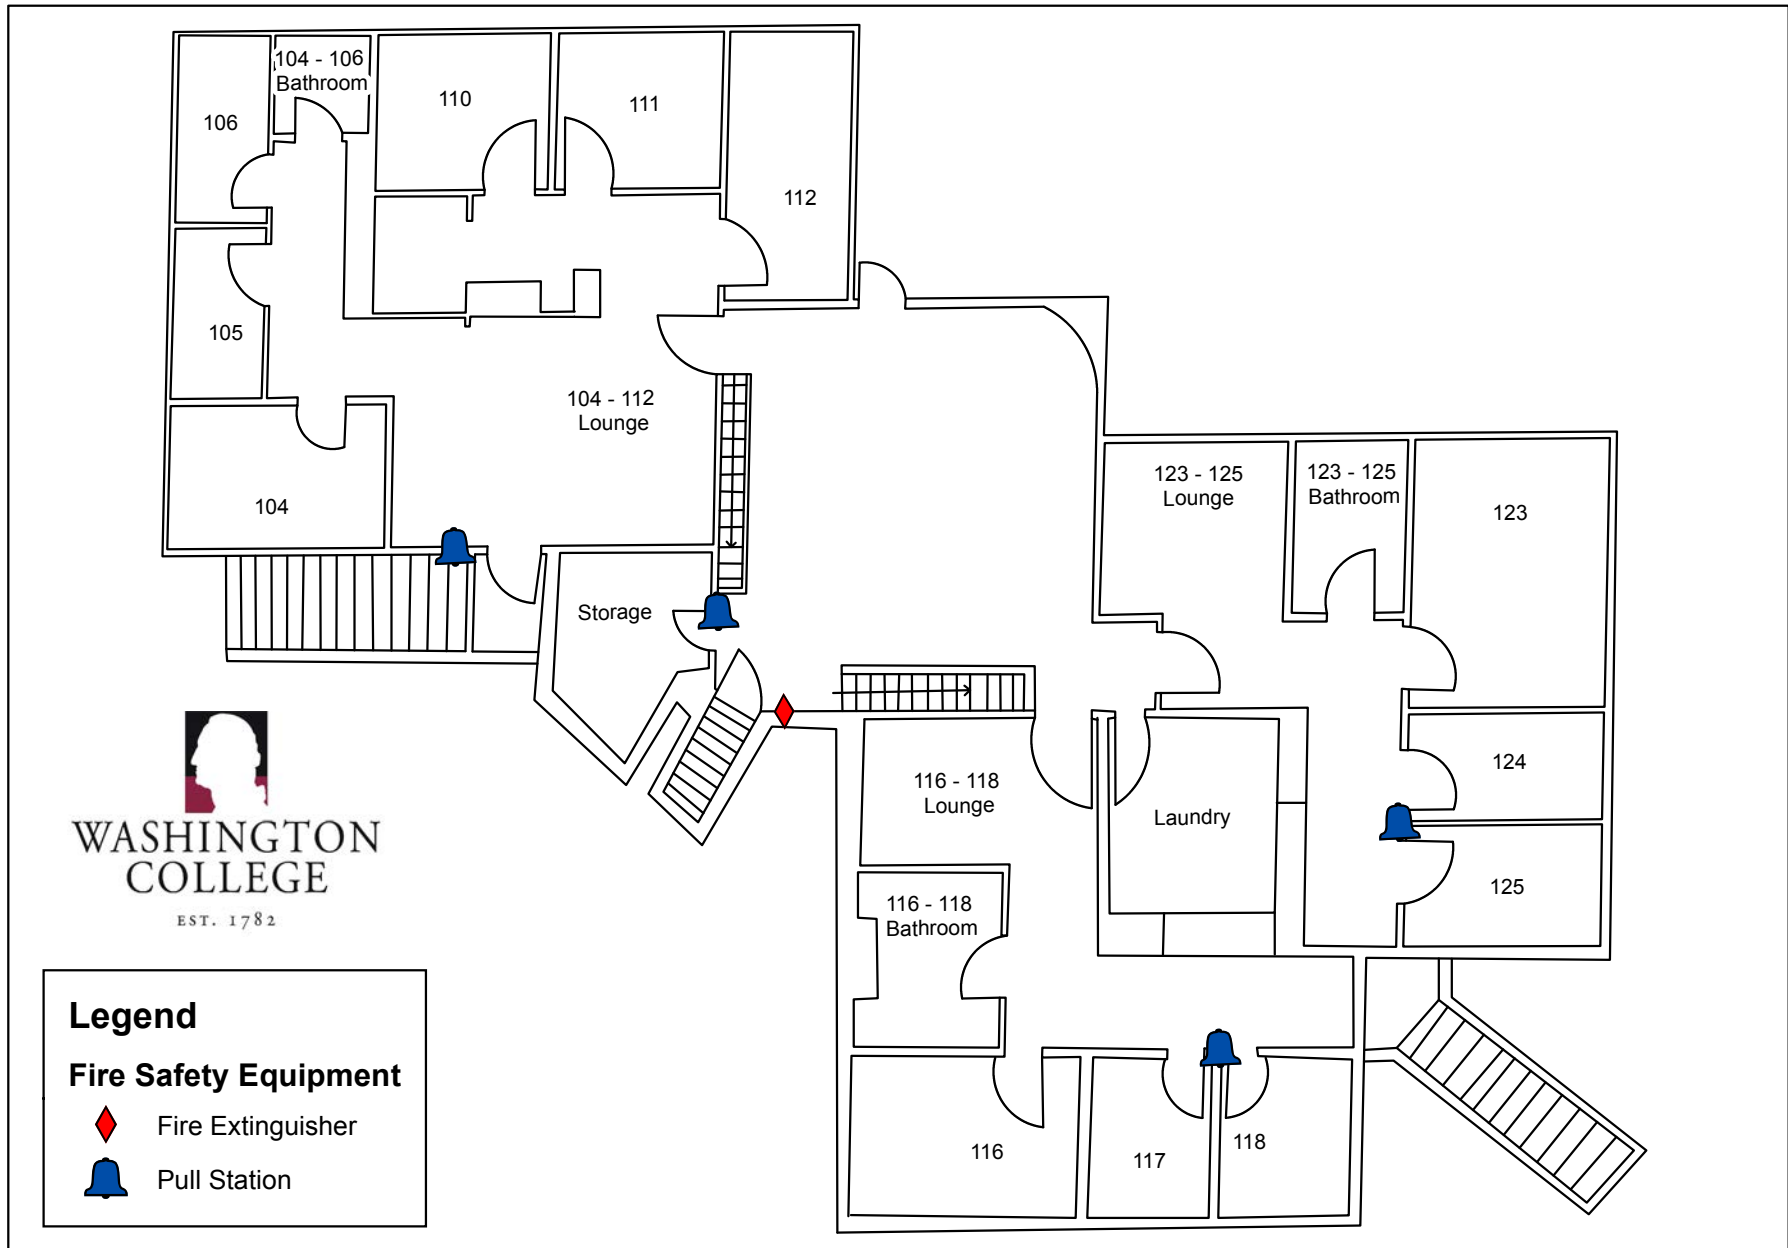 104 - 106
Bathroom
106
110
111
112
105
104 - 112
Lounge
104
123 - 125
Lounge
123 - 125
Bathroom
123
Storage
124
116 - 118
Lounge
Laundry
125
116 - 118
Bathroom
116
117
118
WASHINGTON
COLLEGE
EST. 1782
Legend
Fire Safety Equipment
Fire Extinguisher
Pull Station